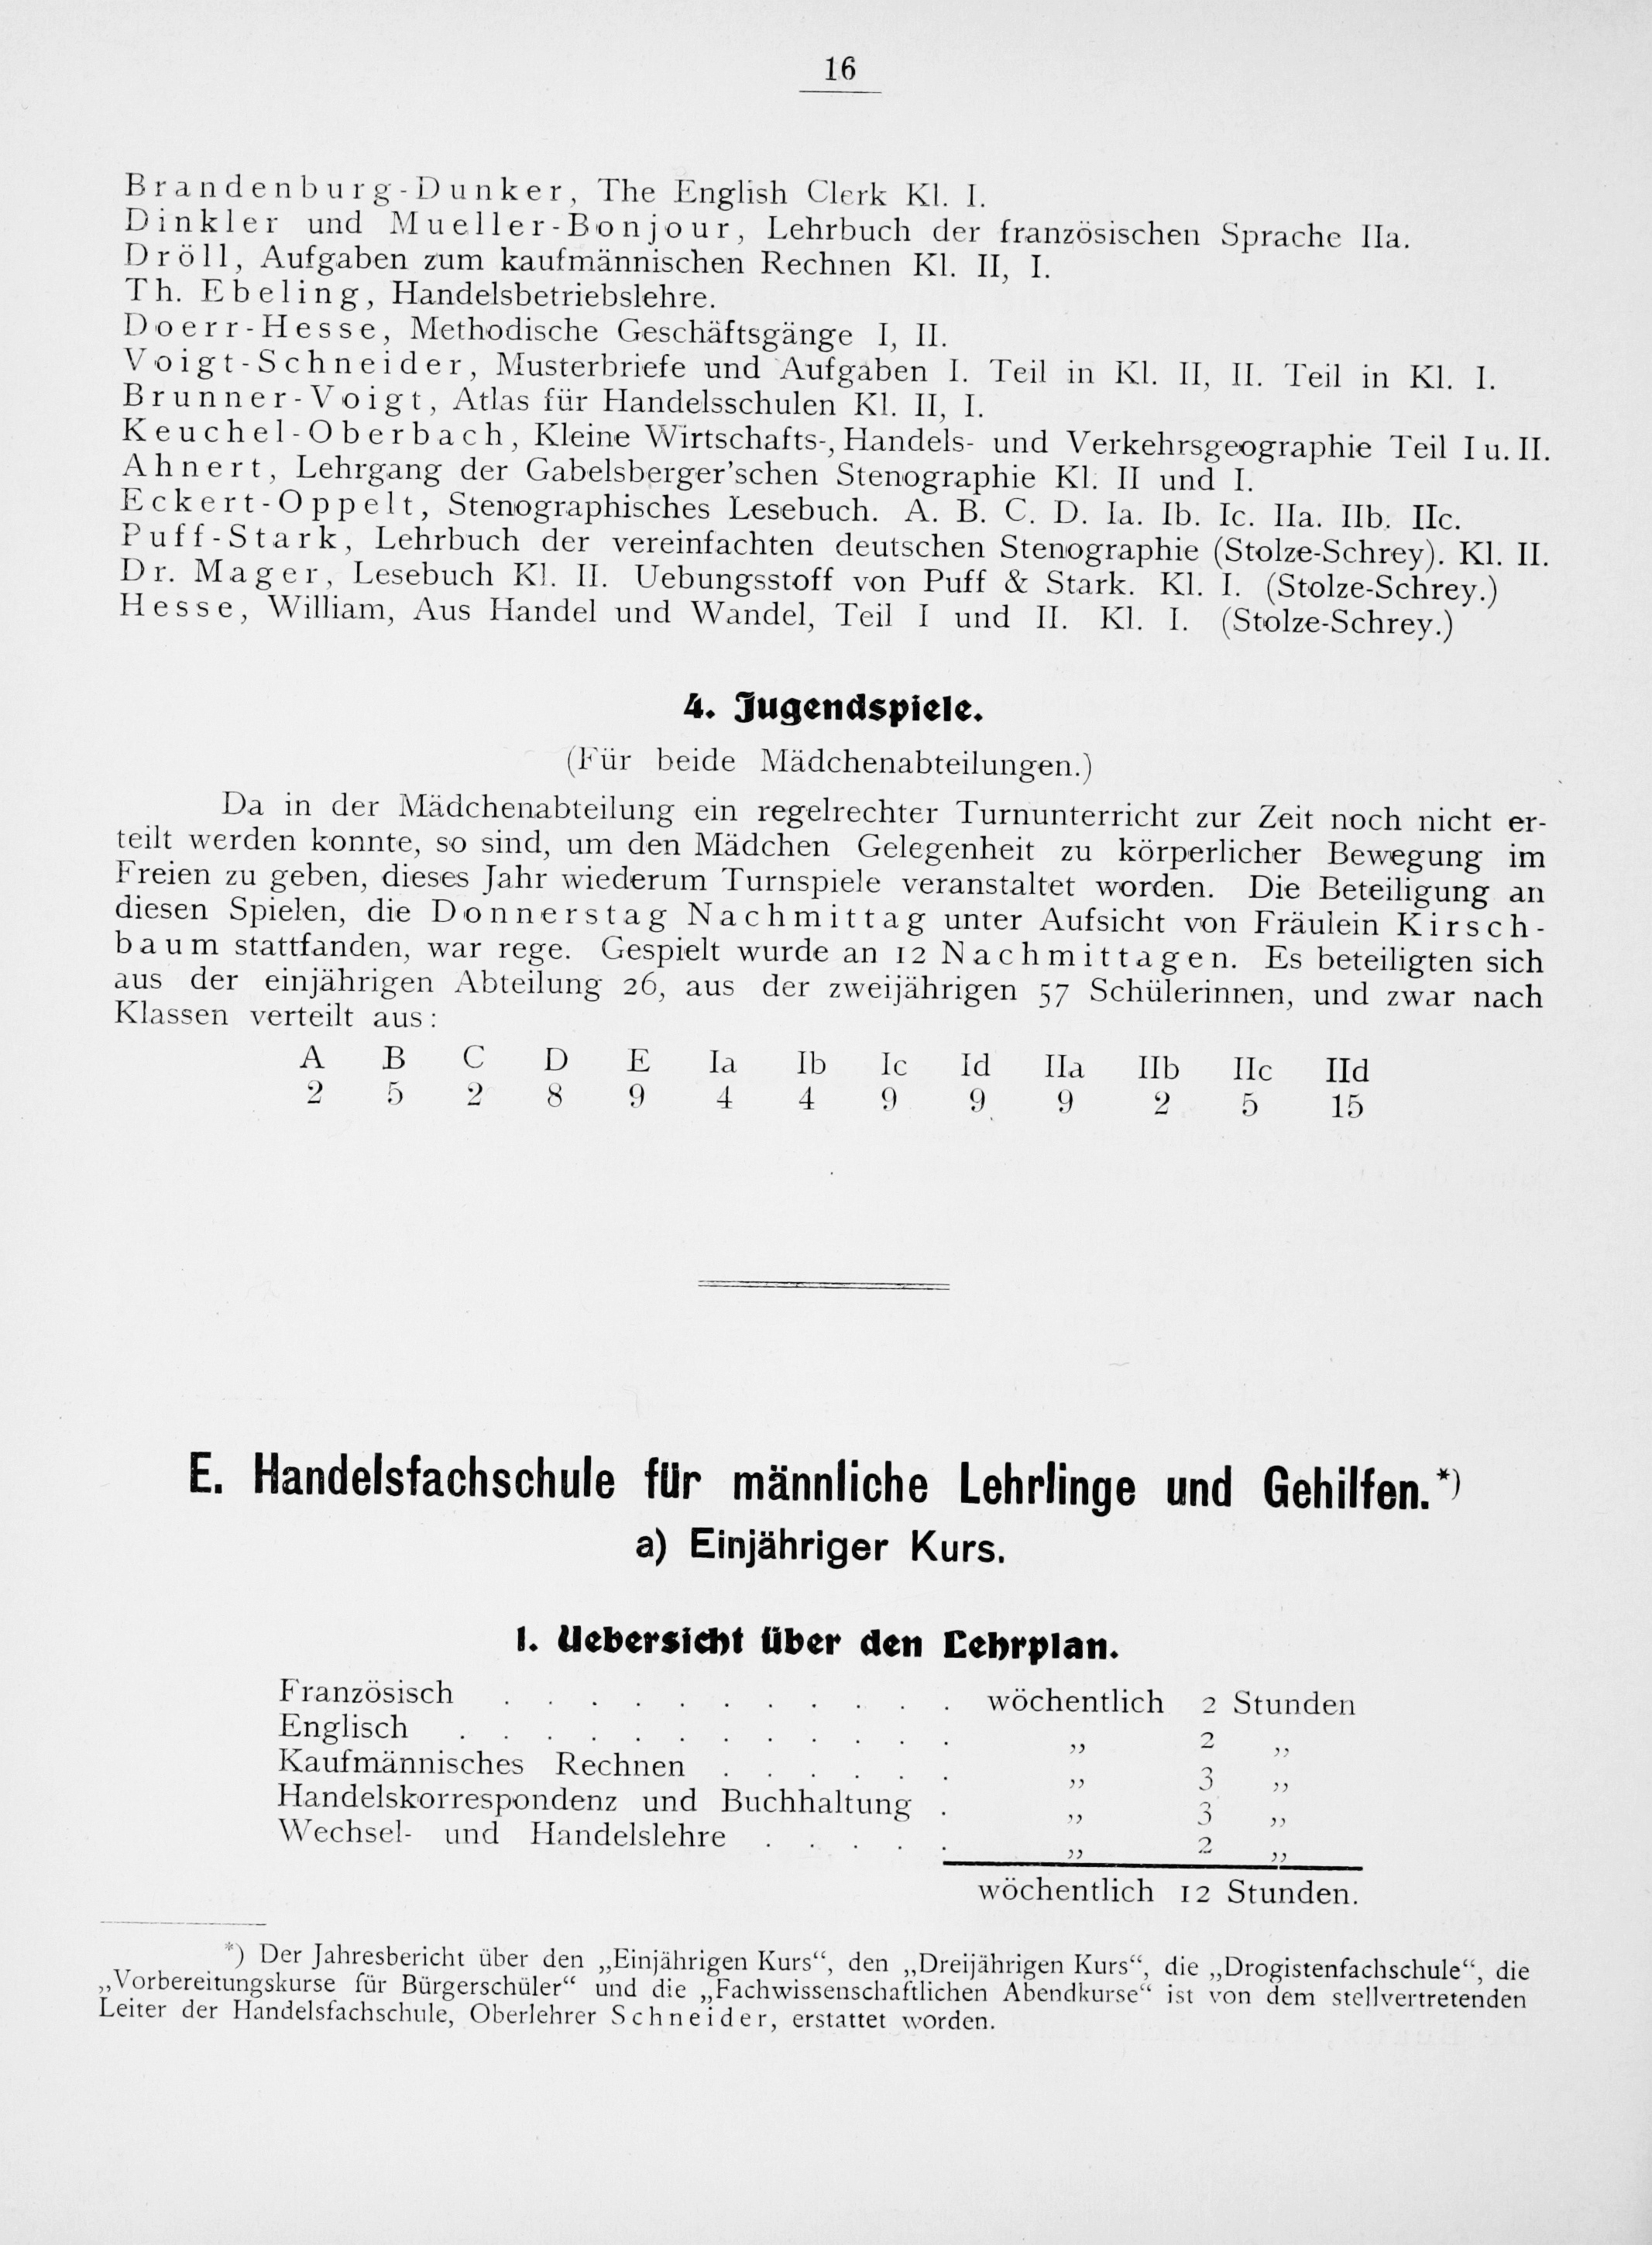 16
Brandenburg-Dunker, The English Clerk Kl. I.
Dinkler und Mueller-Bonjour, Lehrbuch der französischen Sprache IIa.
Dröll, Aufgaben zum kaufmännischen Rechnen Kl. II, I.
Th. Ebeling, Handelsbetriebslehre.
Doerr-Hesse, Methodische Geschäftsgänge I, II.
Voigt-Schneider, Musterbriefe und Aufgaben I. Teil in Kl. II, II. Teil in Kl. I.
Brunner-Voigt, Atlas für Handelsschulen Kl. II, I.
Keuchel-Oberbach, Kleine Wirtschafts-, Handels- und Verkehrsgeographie Teil I u. II.
Ahnert, Lehrgang der Gabelsberger'schen Stenographie Kl. II und I.
Eckert-Oppelt, Stenographisches Lesebuch. A. B. C. D. Ia. Ib. Ic. IIa. IIb. IIc.
Puff-Stark, Lehrbuch der vereinfachten deutschen Stenographie (Stolze-Schrey). Kl. II.
Dr. Mager, Lesebuch Kl. II. Uebungsstoff von Puff & Stark. Kl. I. (Stolze-Schrey.)
Hesse, William, Aus Handel und Wandel, Teil I und II. Kl. I. (Stolze-Schrey.)
4. Jugendspiele.
(Für beide Mädchenabteilungen.)
Da in der Mädchenabteilung ein regelrechter Turnunterricht zur Zeit noch nicht er-
teilt werden konnte, so sind, um den Mädchen Gelegenheit zu körperlicher Bewegung im
Freien zu geben, dieses Jahr wiederum Turnspiele veranstaltet worden. Die Beteiligung an
diesen Spielen, die Donnerstag Nachmittag unter Aufsicht von Fräulein Kirsch-
baum stattfanden, war rege. Gespielt wurde an 12 Nachmittagen. Es beteiligten sich
aus der einjährigen Abteilung 26, aus der zweijährigen 57 Schülerinnen, und zwar nach
Klassen verteilt aus:
A B C D E Ia Ib Ic Id IIa IIb IIc IId
2 5 2 8 9 4 4 9 9 9 2 5 15
E. Handelsfachschule für männliche Lehrlinge und Gehilfen.*)
a) Einjähriger Kurs.
1. Uebersicht über den Lehrplan.
Französisch . . . . . . . . . . . wöchentlich 2 Stunden
Englisch . . . . . . . . . . . . „ 2 „
Kaufmännisches Rechnen . . . . . . „ 3 „
Handelskorrespondenz und Buchhaltung . „ 3 „
Wechsel- und Handelslehre . . . . . „ 2 „
wöchentlich 12 Stunden.
*) Der Jahresbericht über den „Einjährigen Kurs“, den „Dreijährigen Kurs“, die „Drogistenfachschule“, die
„Vorbereitungskurse für Bürgerschüler“ und die „Fachwissenschaftlichen Abendkurse“ ist von dem stellvertretenden
Leiter der Handelsfachschule, Oberlehrer Schneider, erstattet worden.